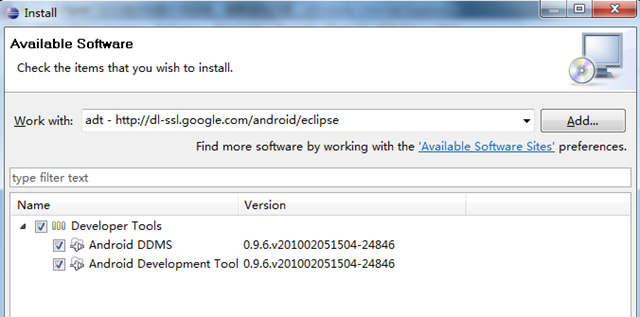 Install
Available Software
Check the items that you wish to install.
Work with: adt - http://dl-ssl.google.com/android/eclipse Add...
Find more software by working with the 'Available Software Sites' preferences.
type filter text
Name Version
Developer Tools
Android DDMS 0.9.6.v201002051504-24846
Android Development Tool 0.9.6.v201002051504-24846